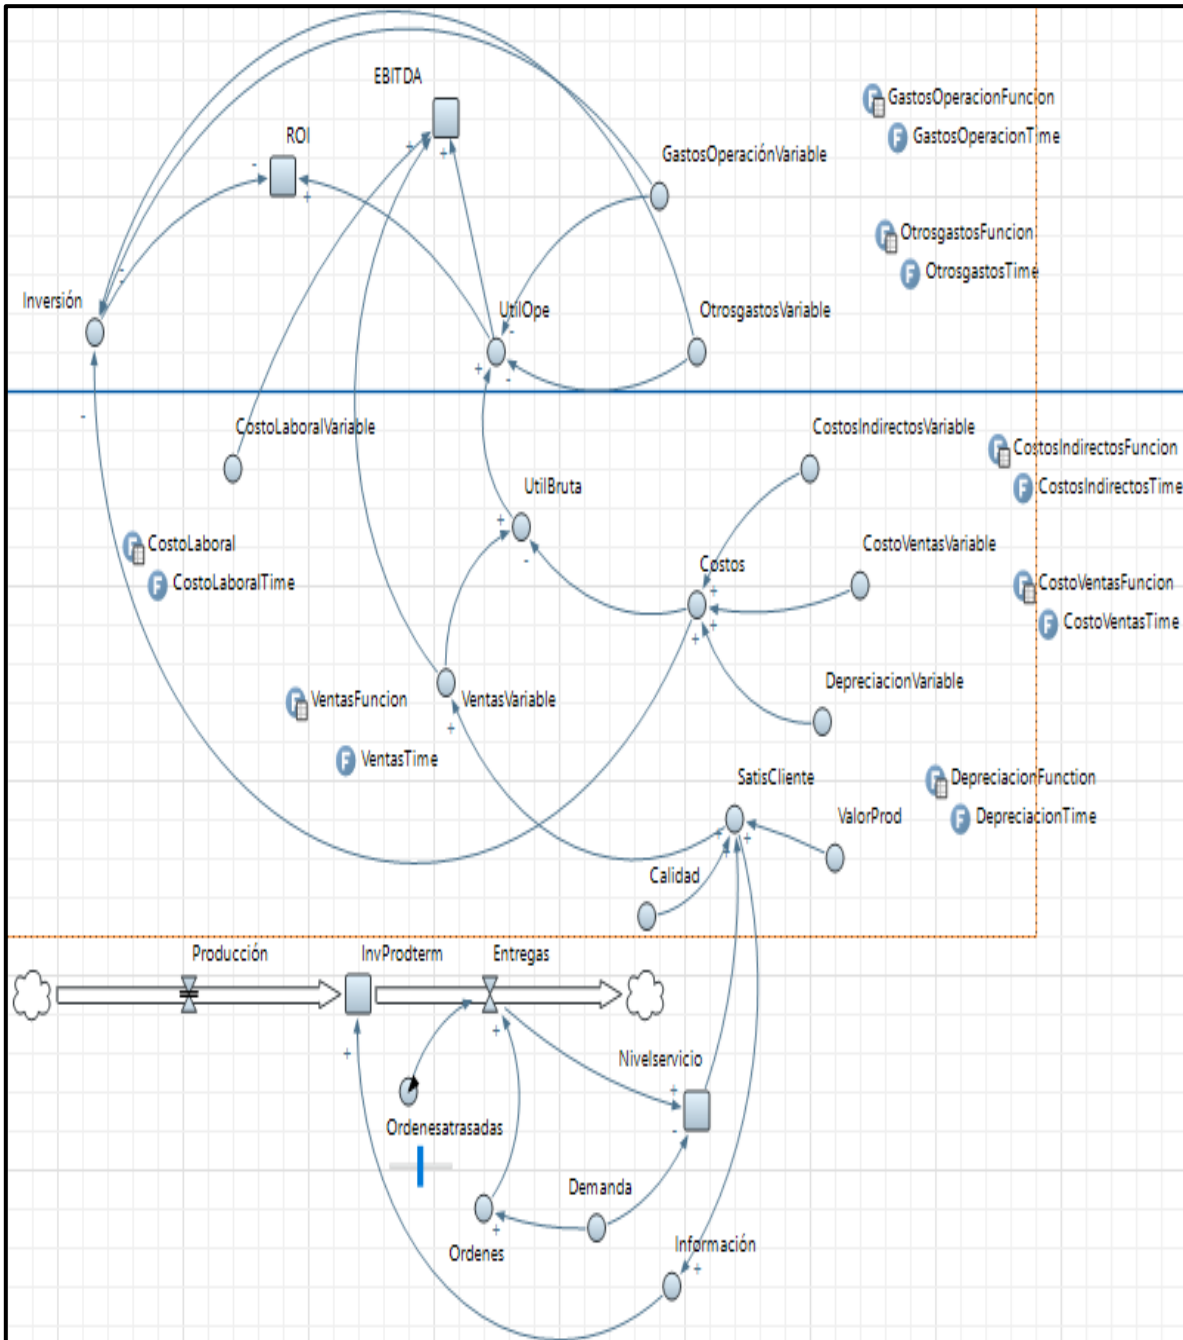 EBITDA
GastosOperacionFuncion
ROI
GastosOperacionTime
GastosOperaciónVariable
OtrosgastosFuncion
OtrosgastosTime
Inversión
UtilOpe
OtrosgastosVariable
CostoLaboralVariable
CostosIndirectosVariable
CostosIndirectosFuncion
UtilBruta
CostosIndirectosTime
CostoLaboral
CostoVentasVariable
Costos
CostoLaboralTime
CostoVentasFuncion
CostoVentasTime
DepreciacionVariable
VentasFuncion
VentasVariable
VentasTime
SatisCliente
DepreciacionFunction
ValorProd
DepreciacionTime
Calidad
Producción
InvProdterm
Entregas
Nivelservicio
Ordenesatrasadas
Demanda
Ordenes
Información